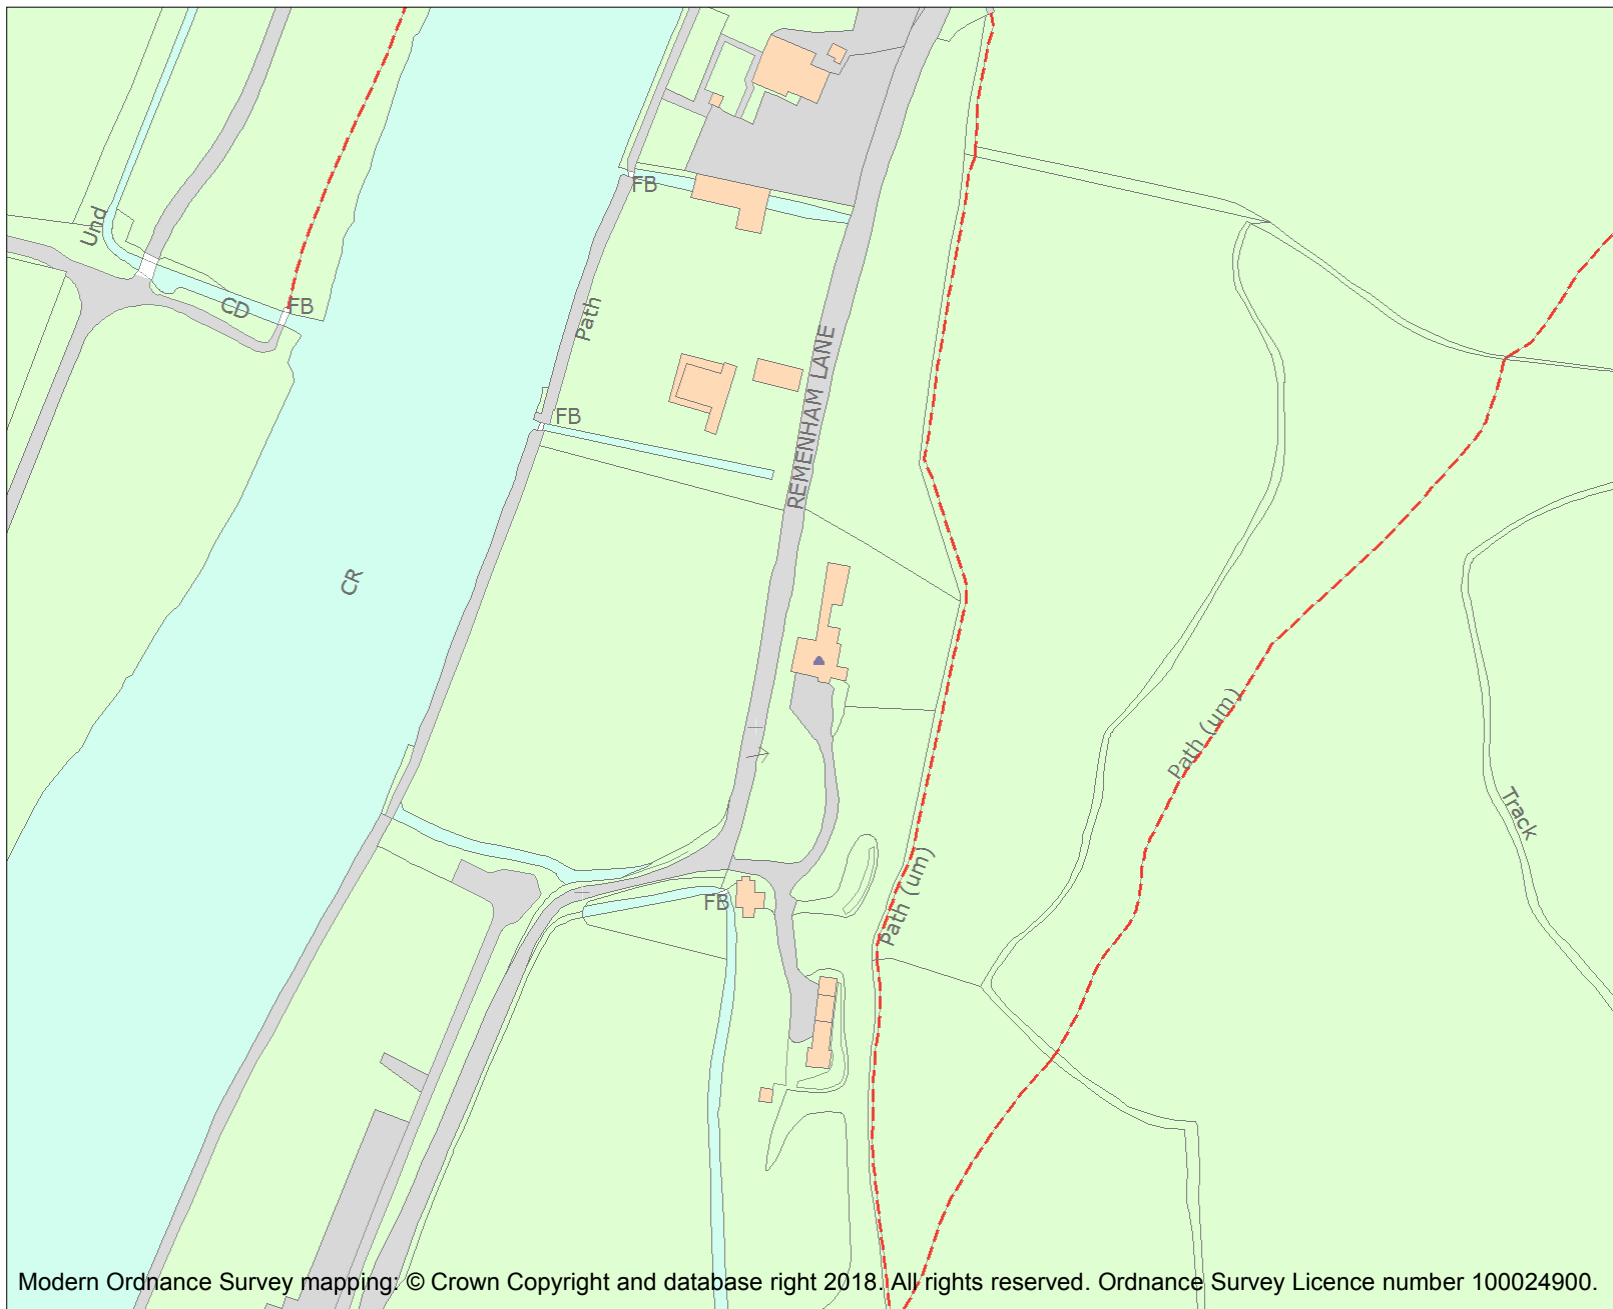 FB
Und
CD
FB
Path
REMENHAM LANE
FB
CR
Path (um)
Track
Path (um)
FB
Modern Ordnance Survey mapping: © Crown Copyright and database right 2018. All rights reserved. Ordnance Survey Licence number 100024900.